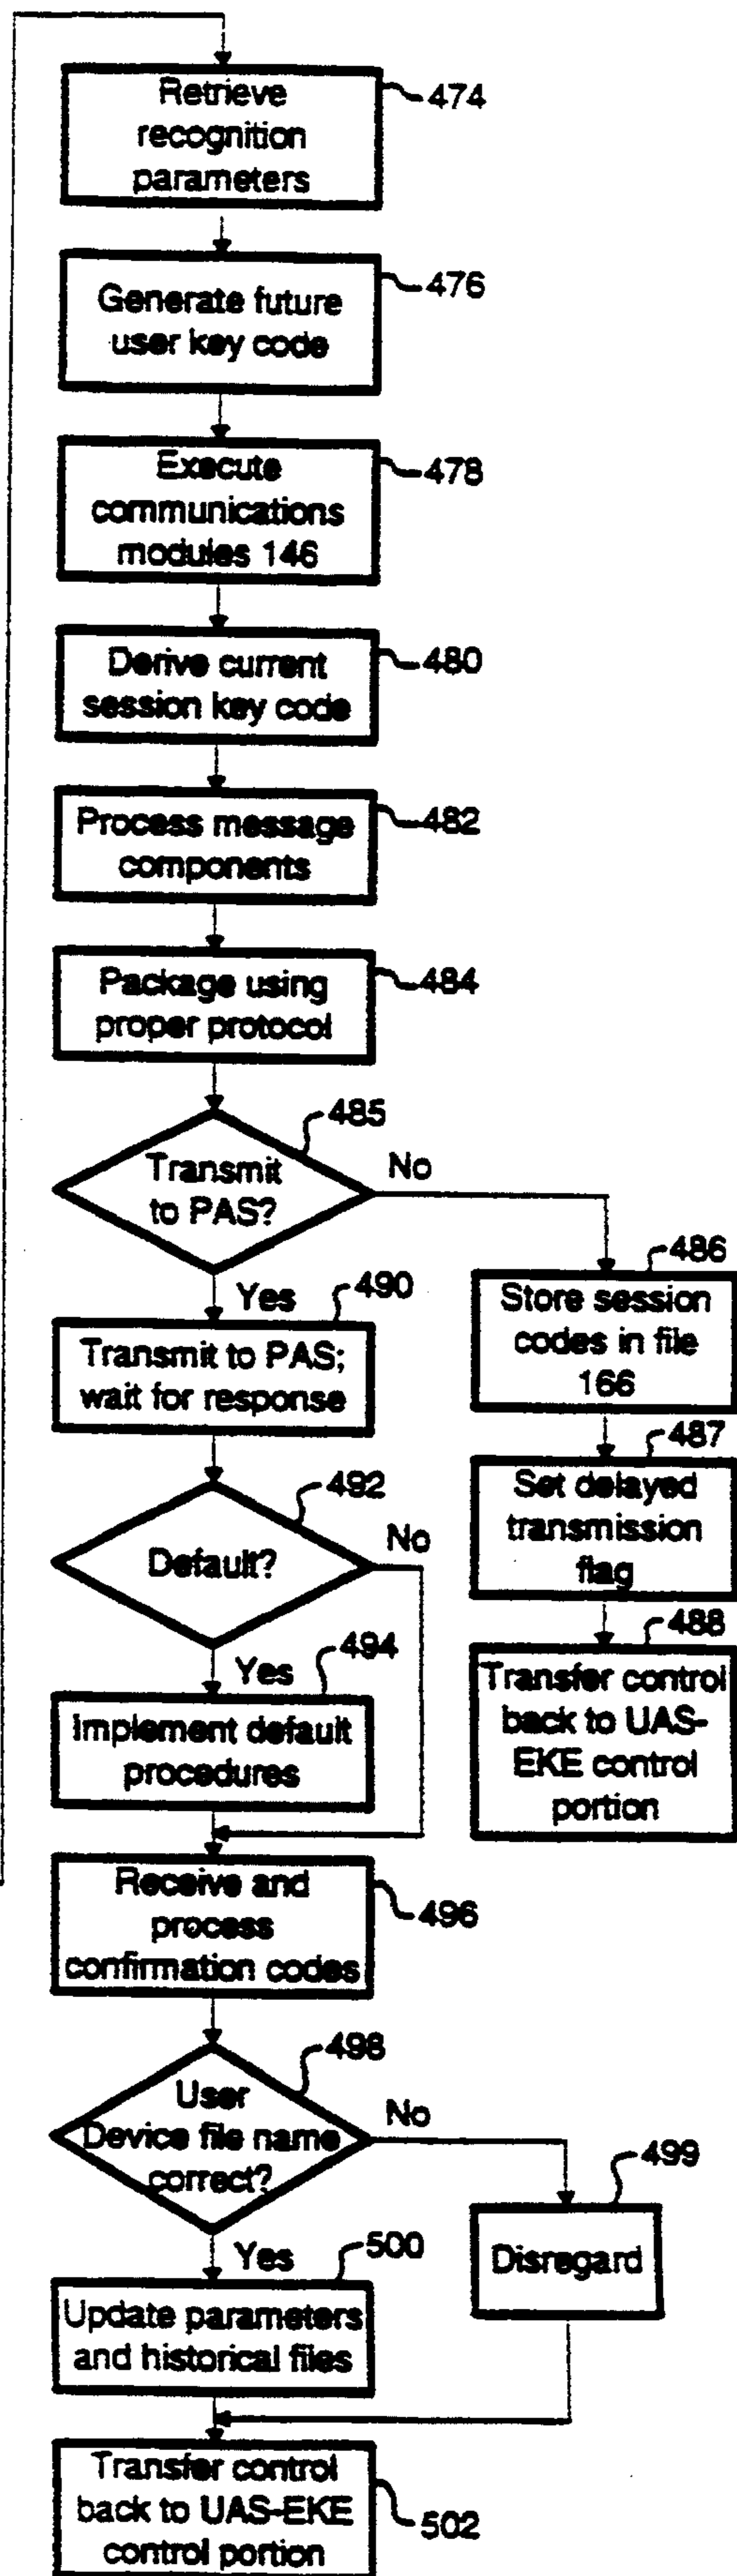 Retrieve
recognition
parameters
474
Generate future
user key code
476
Execute
communications
modules 146
478
Derive current
session key code
480
Process message
components
482
Package using
proper protocol
484
485
Transmit
to PAS?
No
Yes
490
Transmit to PAS;
wait for response
486
Store session
codes in file
166
487
Set delayed
transmission
flag
488
Transfer control
back to UAS-
EKE control
portion
492
Default?
No
Yes
494
Implement default
procedures
Receive and
process
confirmation codes
496
498
User
Device file name
correct?
No
499
Disregard
Yes
500
Update parameters
and historical files
Transfer control
back to UAS-EKE
control portion
502